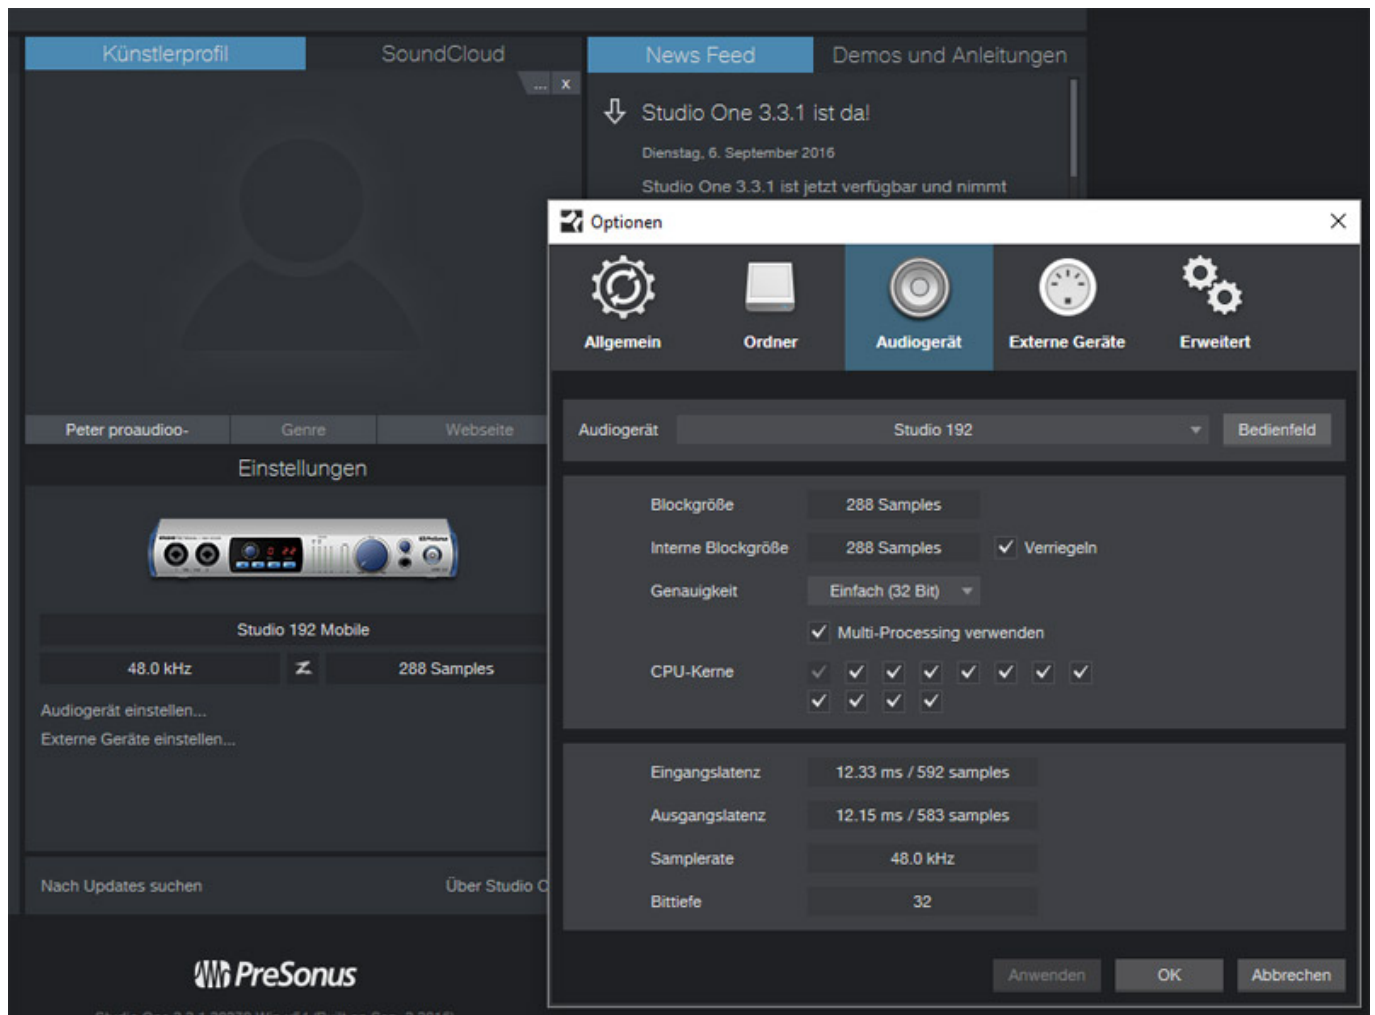 Künstlerprofil
SoundCloud
... x
Peter proaudioo-
Genre
Webseite
Einstellungen
PreSonus
Studio 192 Mobile
48.0 kHz
288 Samples
Audiogerät einstellen...
Externe Geräte einstellen...
Nach Updates suchen
Über Studio O
PreSonus
News Feed
Demos und Anleitungen
Studio One 3.3.1 ist da!
Dienstag, 6. September 2016
Studio One 3.3.1 ist jetzt verfügbar und nimmt
Optionen
Allgemein
Ordner
Audiogerät
Externe Geräte
Erweitert
Audiogerät
Studio 192
Bedienfeld
Blockgröße
288 Samples
Interne Blockgröße
288 Samples
Verriegeln
Genauigkeit
Einfach (32 Bit)
Multi-Processing verwenden
CPU-Kerne
Eingangslatenz
12.33 ms / 592 samples
Ausgangslatenz
12.15 ms / 583 samples
Samplerate
48.0 kHz
Bittiefe
32
Anwenden
OK
Abbrechen